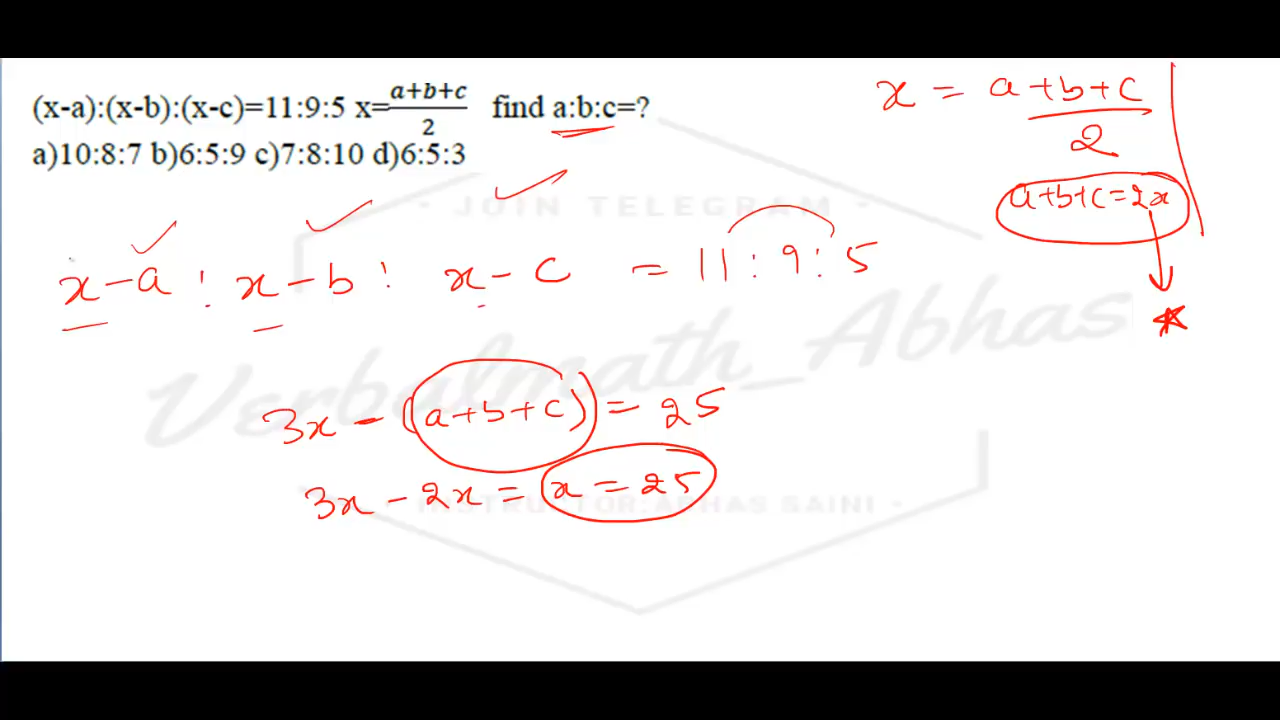 (x-a):(x-b):(x-c)=11:9:5 x=a+b+c/2 find a:b:c=?
a)10:8:7 b)6:5:9 c)7:8:10 d)6:5:3
x = a+b+c/2
a+b+c=2x
- JOIN TELEGRAM -
x-a : x-b : x-c = 11:9:5
Verbalmath_Abhas
3x - (a+b+c) = 25
3x - 2x = x = 25
- INSTRUCTOR:ABHAS SAINI -